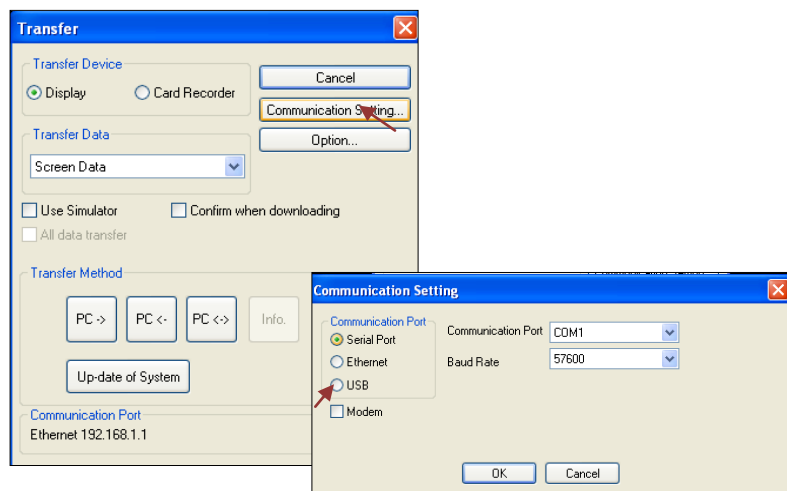 Transfer
Transfer Device
Display
Card Recorder
Cancel
Communication Setting...
Option...
Transfer Data
Screen Data
Use Simulator
Confirm when downloading
All data transfer
Transfer Method
PC ->
PC <-
PC <->
Info.
Up-date of System
Communication Port
Ethernet 192.168.1.1
Communication Setting
Communication Port
Serial Port
Ethernet
USB
Modem
Communication Port
COM1
Baud Rate
57600
OK
Cancel